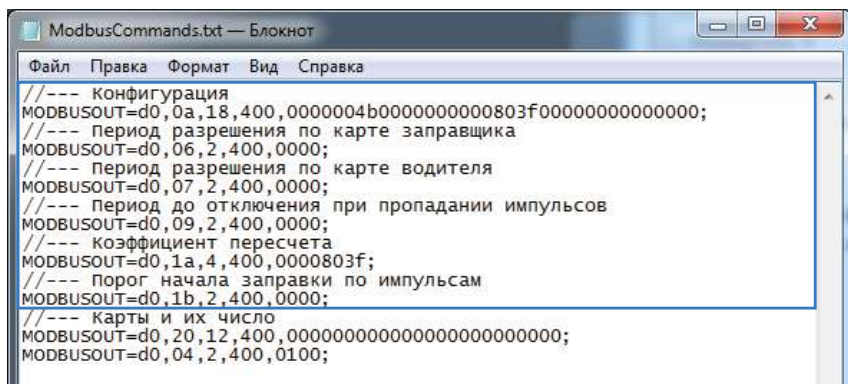 ModbusCommands.txt — Блокнот
Файл Правка Формат Вид Справка
//--- Конфигурация
MODBUSOUT=d0,0a,18,400,0000004b0000000000803f00000000000000;
//--- Период разрешения по карте заправщика
MODBUSOUT=d0,06,2,400,0000;
//--- Период разрешения по карте водителя
MODBUSOUT=d0,07,2,400,0000;
//--- Период до отключения при пропадании импульсов
MODBUSOUT=d0,09,2,400,0000;
//--- Коэффициент пересчета
MODBUSOUT=d0,1a,4,400,0000803f;
//--- Порог начала заправки по импульсам
MODBUSOUT=d0,1b,2,400,0000;
//--- Карты и их число
MODBUSOUT=d0,20,12,400,000000000000000000000000;
MODBUSOUT=d0,04,2,400,0100;